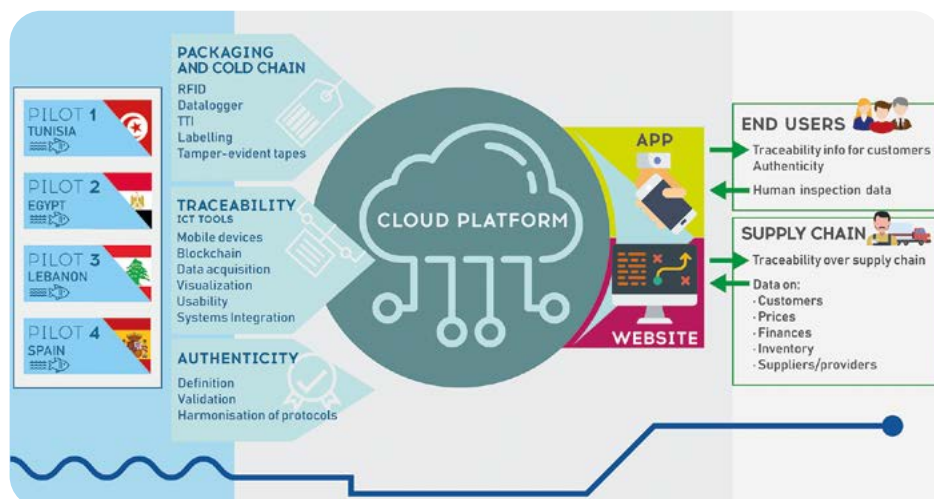 PILOT 1
TUNISIA
PILOT 2
EGYPT
PILOT 3
LEBANON
PILOT 4
SPAIN
PACKAGING
AND COLD CHAIN
RFID
Datalogger
TTI
Labelling
Tamper-evident tapes
TRACEABILITY
ICT TOOLS
Mobile devices
Blockchain
Data acquisition
Visualization
Usability
Systems Integration
AUTHENTICITY
Definition
Validation
Harmonisation of protocols
CLOUD PLATFORM
APP
WEBSITE
END USERS
Traceability info for customers
Authenticity
Human inspection data
SUPPLY CHAIN
Traceability over supply chain
Data on:
· Customers
· Prices
· Finances
· Inventory
· Suppliers/providers